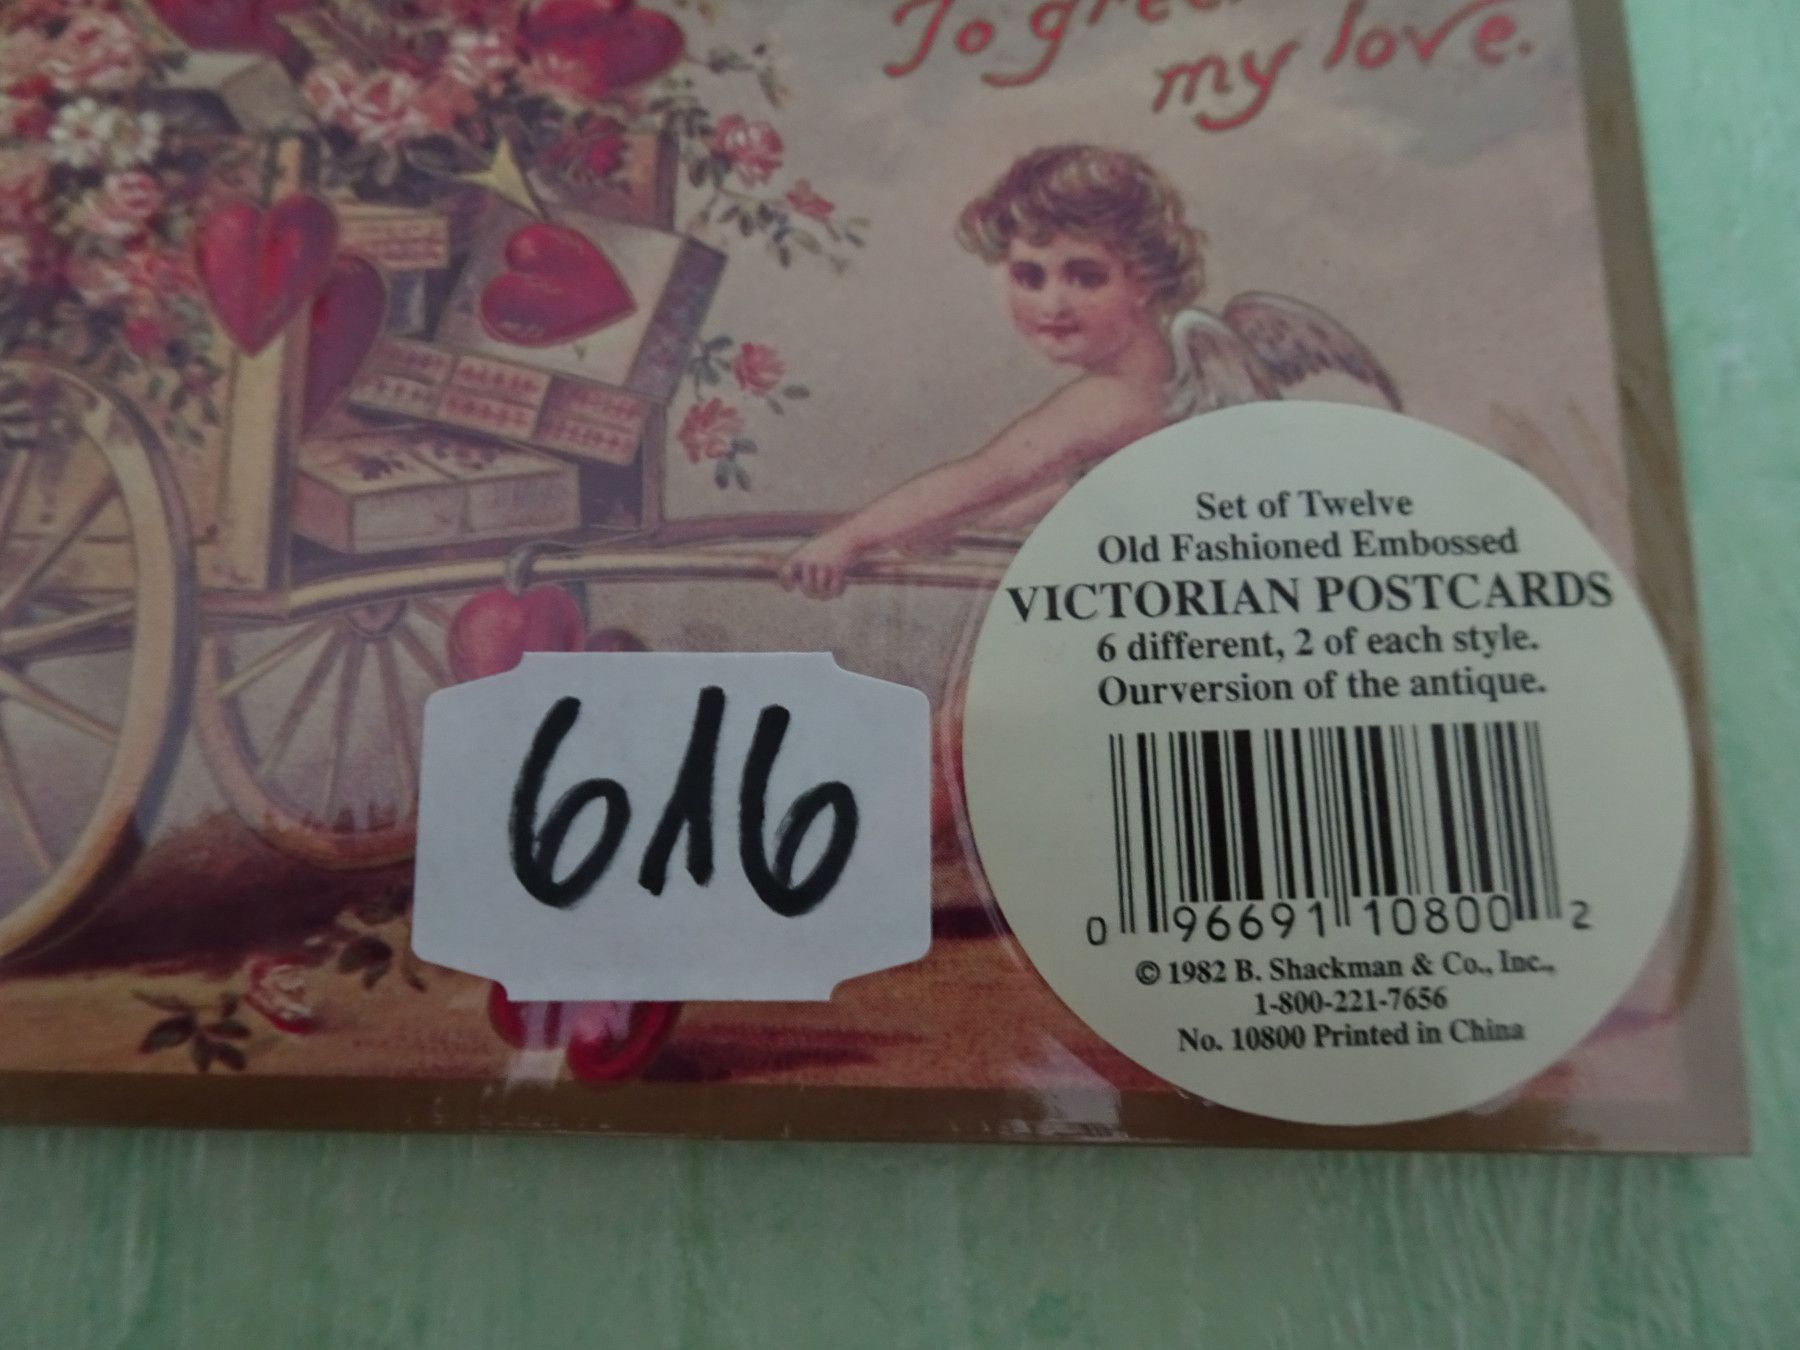 To
my love.
Set of Twelve
Old Fashioned Embossed
VICTORIAN POSTCARDS
6 different, 2 of each style.
Ourversion of the antique.
616
0 96691 10800 2
© 1982 B. Shackman & Co., Inc.,
1-800-221-7656
No. 10800 Printed in China